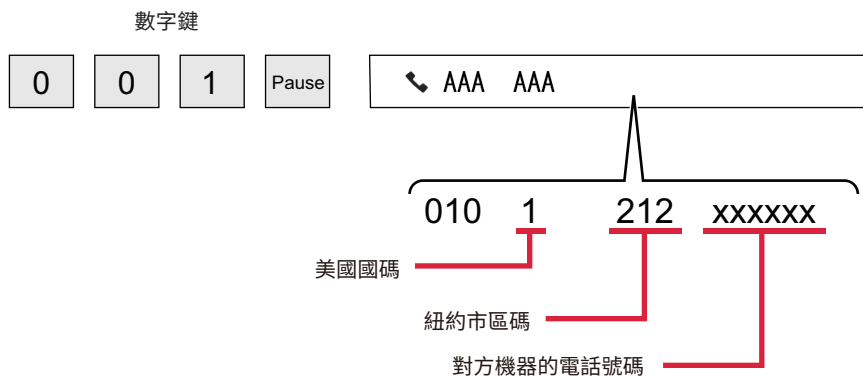 數字鍵
0 0 1 Pause AAA AAA
010 1 212 xxxxxx
美國國碼
紐約市區碼
對方機器的電話號碼